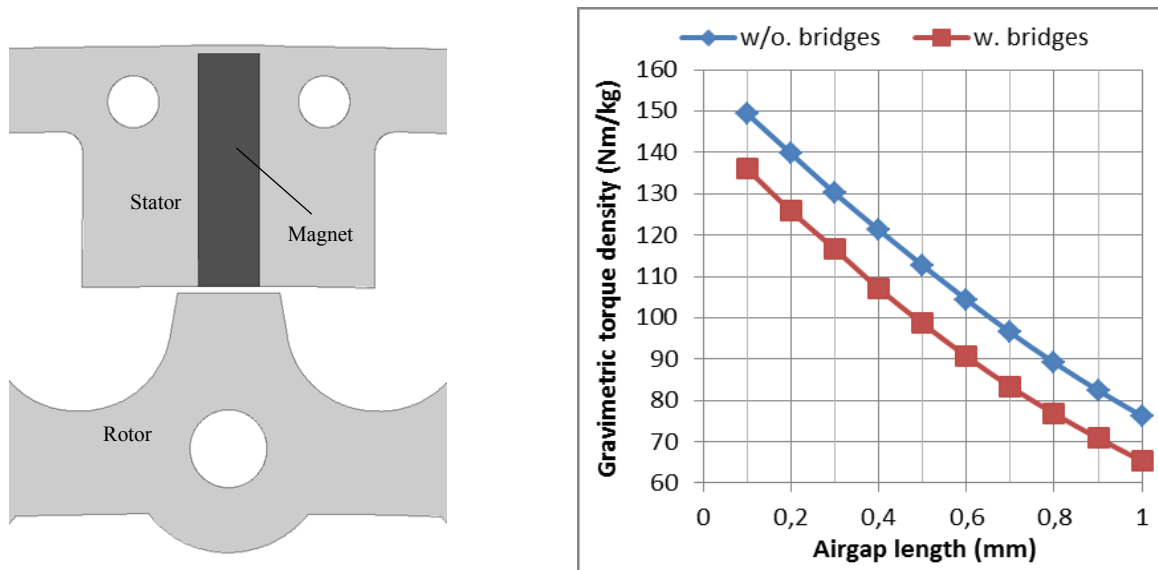 Stator
Magnet
Rotor
w/o. bridges w. bridges
Gravimetric torque density (Nm/kg)
160
150
140
130
120
110
100
90
80
70
60
0 0,2 0,4 0,6 0,8 1
Airgap length (mm)